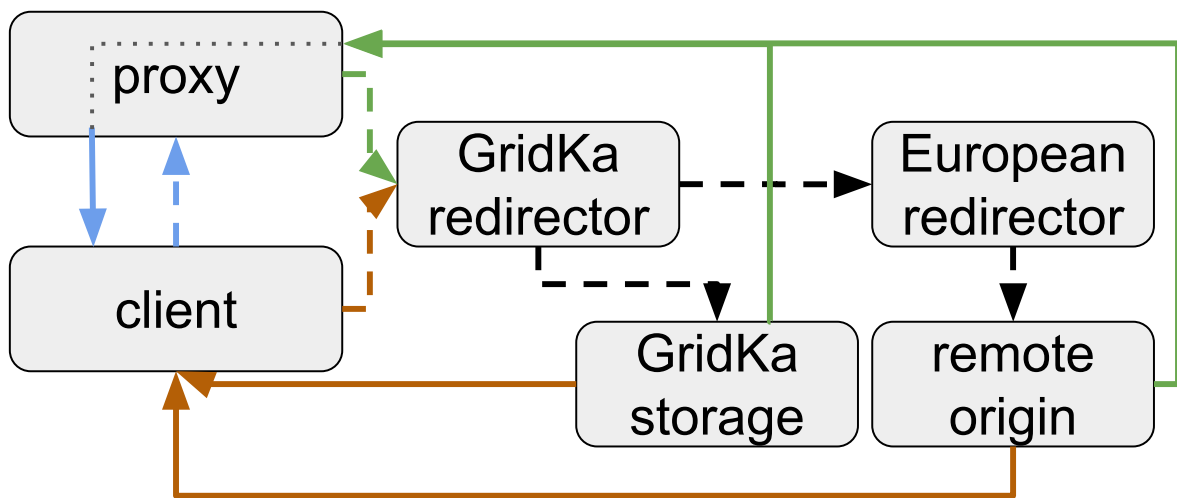 proxy
GridKa
redirector
European
redirector
client
GridKa
storage
remote
origin